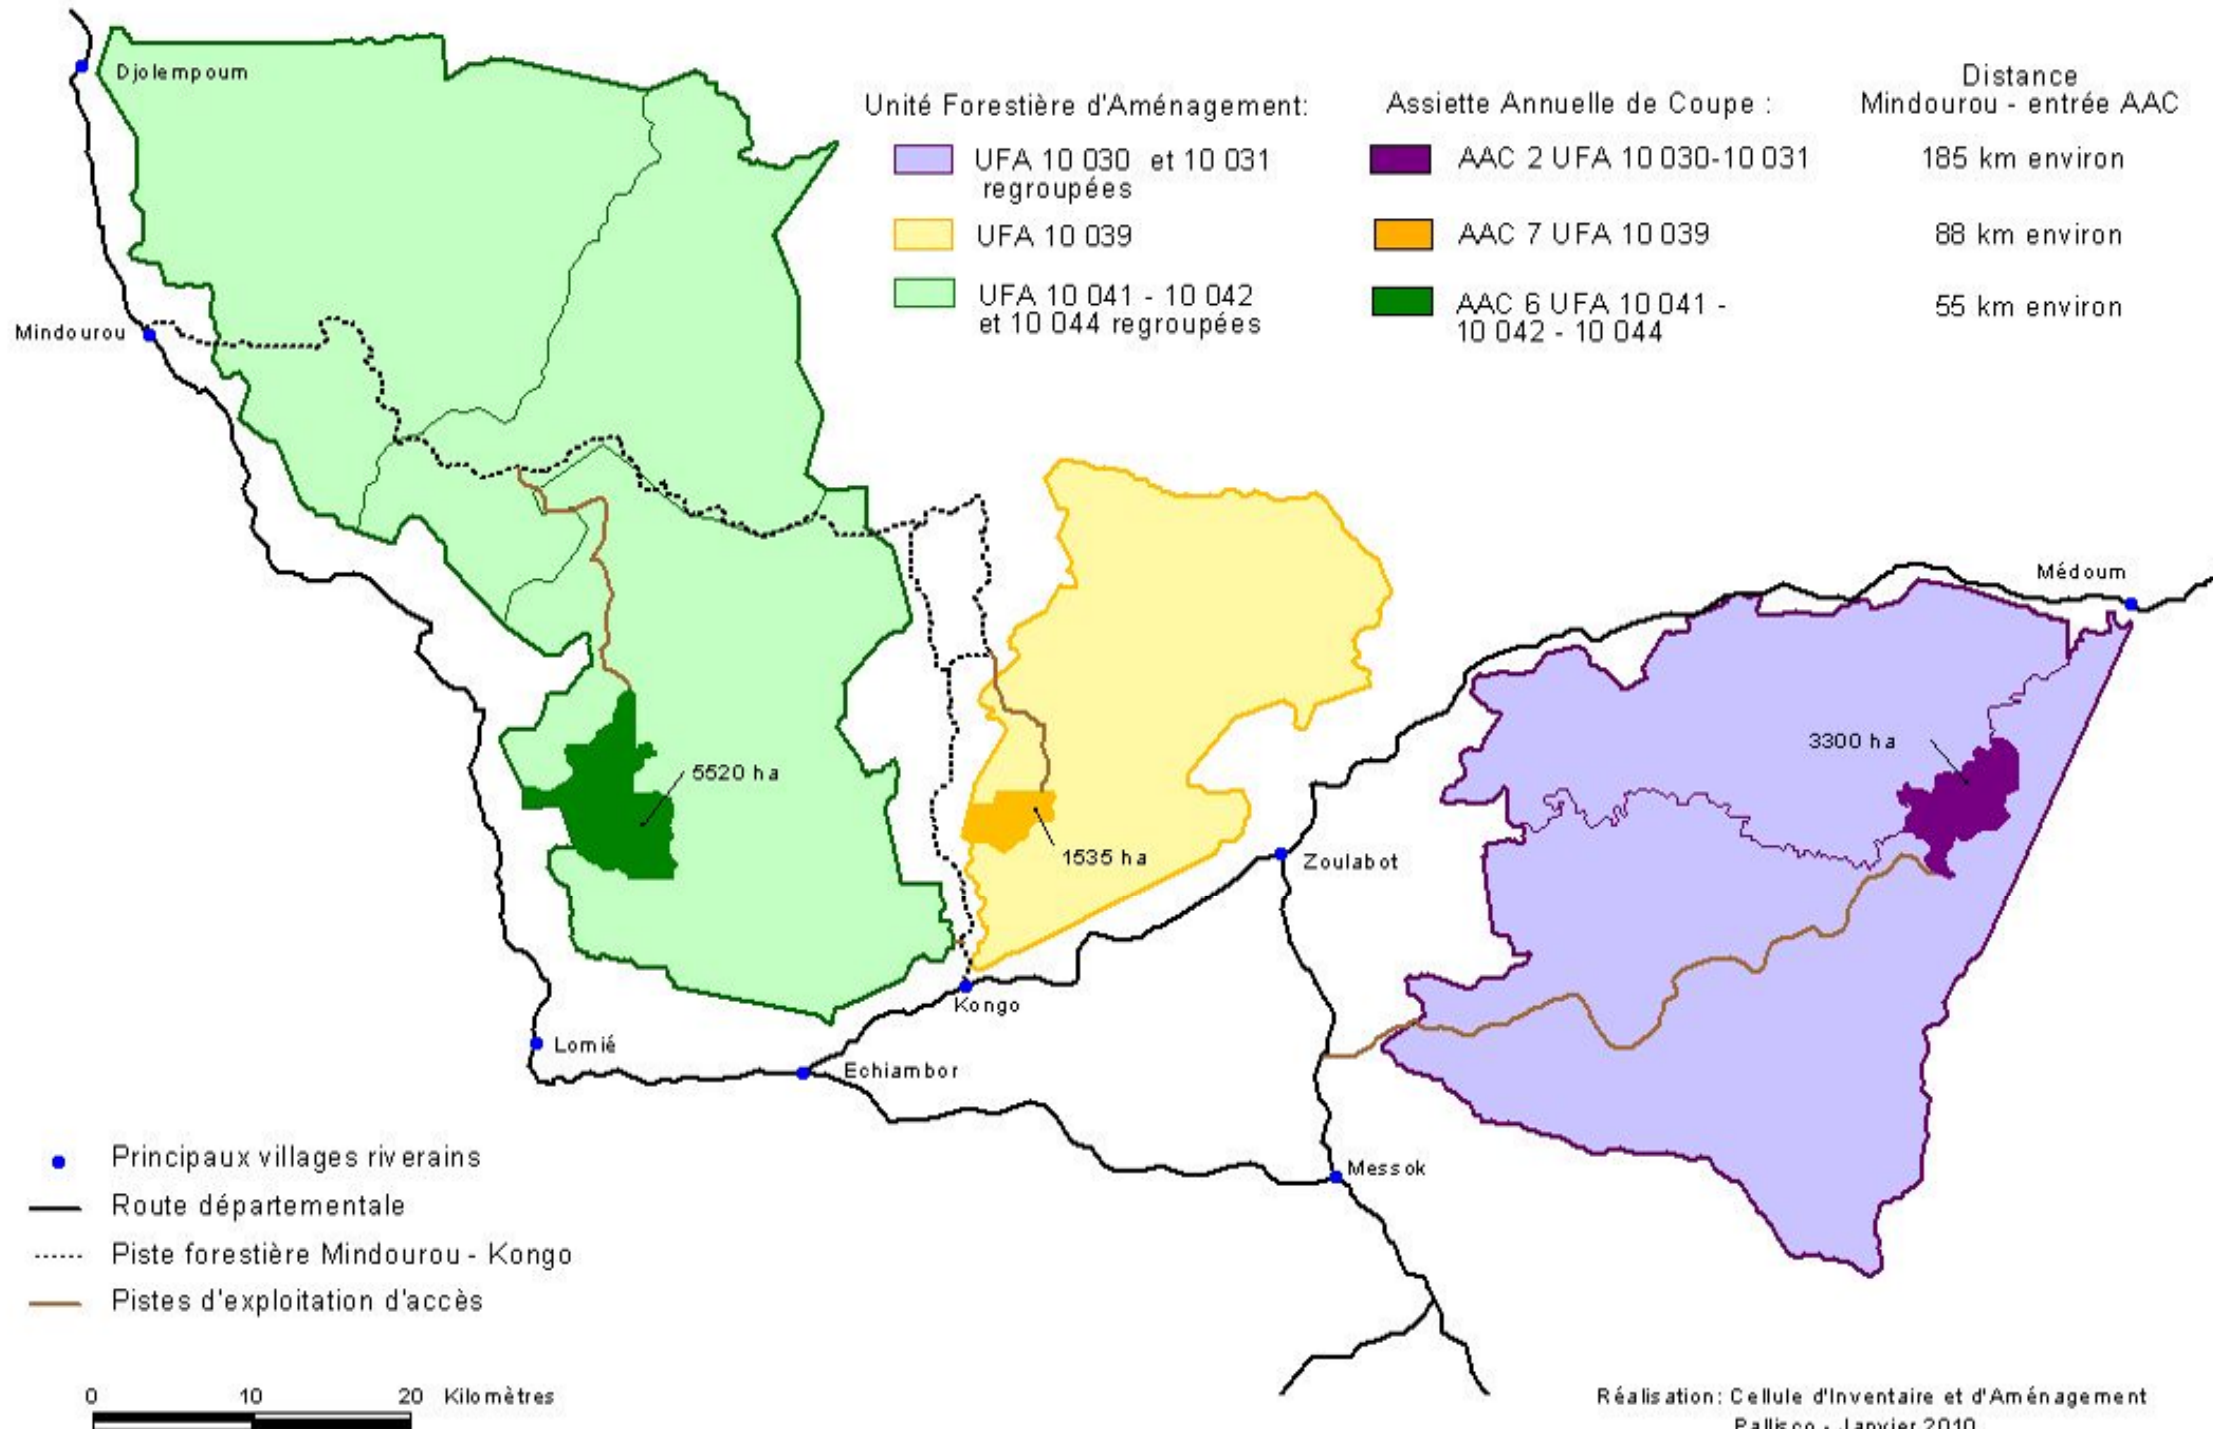 Djolempoum
Mindourou
Unité Forestière d'Aménagement:
UFA 10 030 et 10 031
regroupées
UFA 10 039
UFA 10 041 - 10 042
et 10 044 regroupées
Assiette Annuelle de Coupe :
AAC 2 UFA 10 030-10 031
AAC 7 UFA 10 039
AAC 6 UFA 10 041 -
10 042 - 10 044
Distance
Mindourou - entrée AAC
185 km environ
88 km environ
55 km environ
Médoum
3300 ha
5520 ha
1535 ha
Zoulabot
Kongo
Lomié
Echiambor
Messok
Principaux villages riverains
Route départementale
Piste forestière Mindourou - Kongo
Pistes d'exploitation d'accès
0 10 20 Kilomètres
Réalisation: Cellule d'Inventaire et d'Aménagement
Pallisco - Janvier 2010